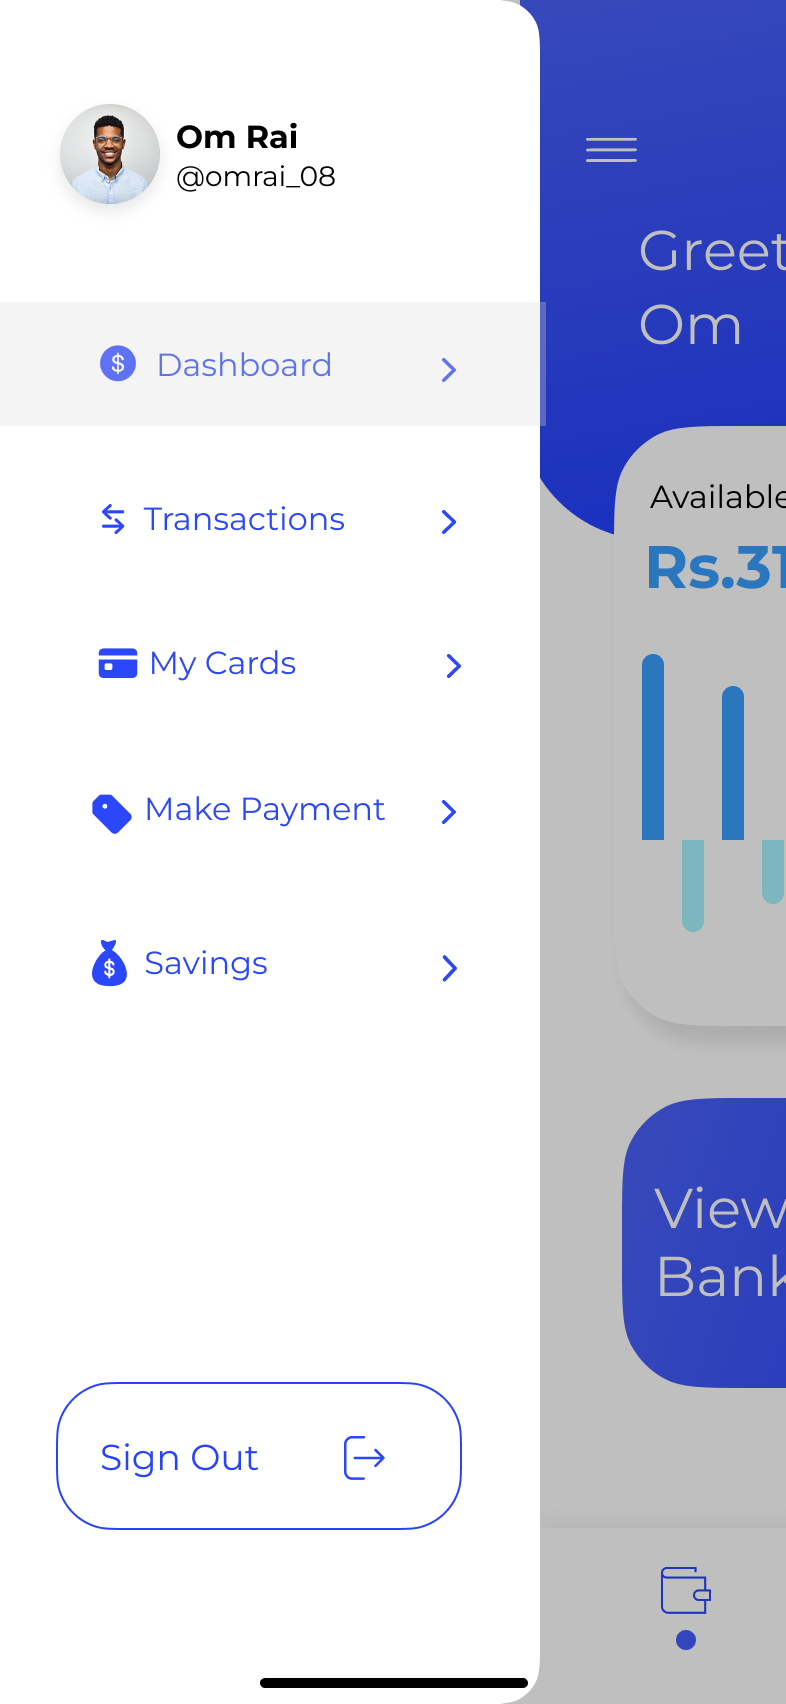 Om Rai
@omrai_08
Dashboard
Transactions
My Cards
Make Payment
Savings
Sign Out
Greet
Om
Available
Rs.31
View
Bank